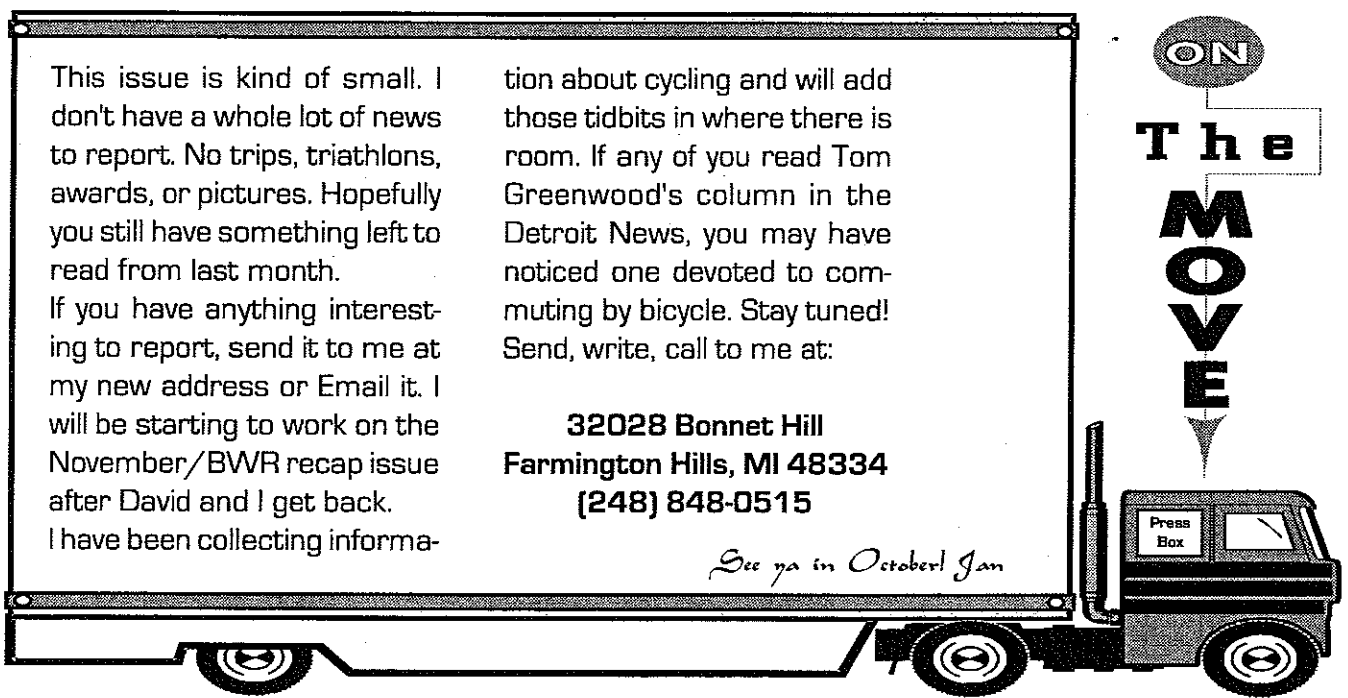 This issue is kind of small. I
don't have a whole lot of news
to report. No trips, triathlons,
awards, or pictures. Hopefully
you still have something left to
read from last month.
If you have anything interest-
ing to report, send it to me at
my new address or Email it. I
will be starting to work on the
November/BWR recap issue
after David and I get back.
I have been collecting informa-
tion about cycling and will add
those tidbits in where there is
room. If any of you read Tom
Greenwood's column in the
Detroit News, you may have
noticed one devoted to com-
muting by bicycle. Stay tuned!
Send, write, call to me at:
32028 Bonnet Hill
Farmington Hills, MI 48334
(248) 848-0515
See ya in October! Jan
ON
The
MOVE
Press
Box